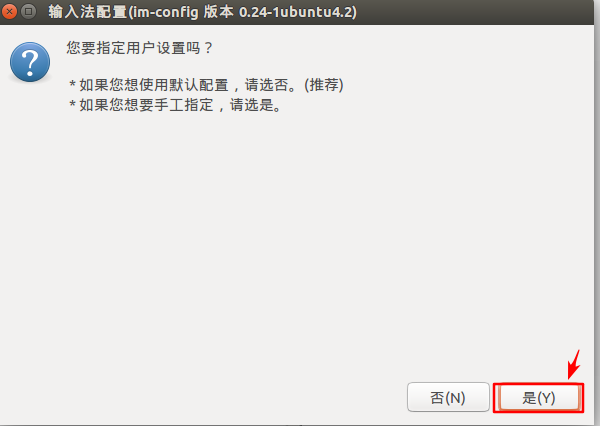 输入法配置(im-config 版本 0.24-1ubuntu4.2)
您要指定用户设置吗？
* 如果您想使用默认配置，请选否。(推荐)
* 如果您想要手工指定，请选是。
否(N) 是(Y)